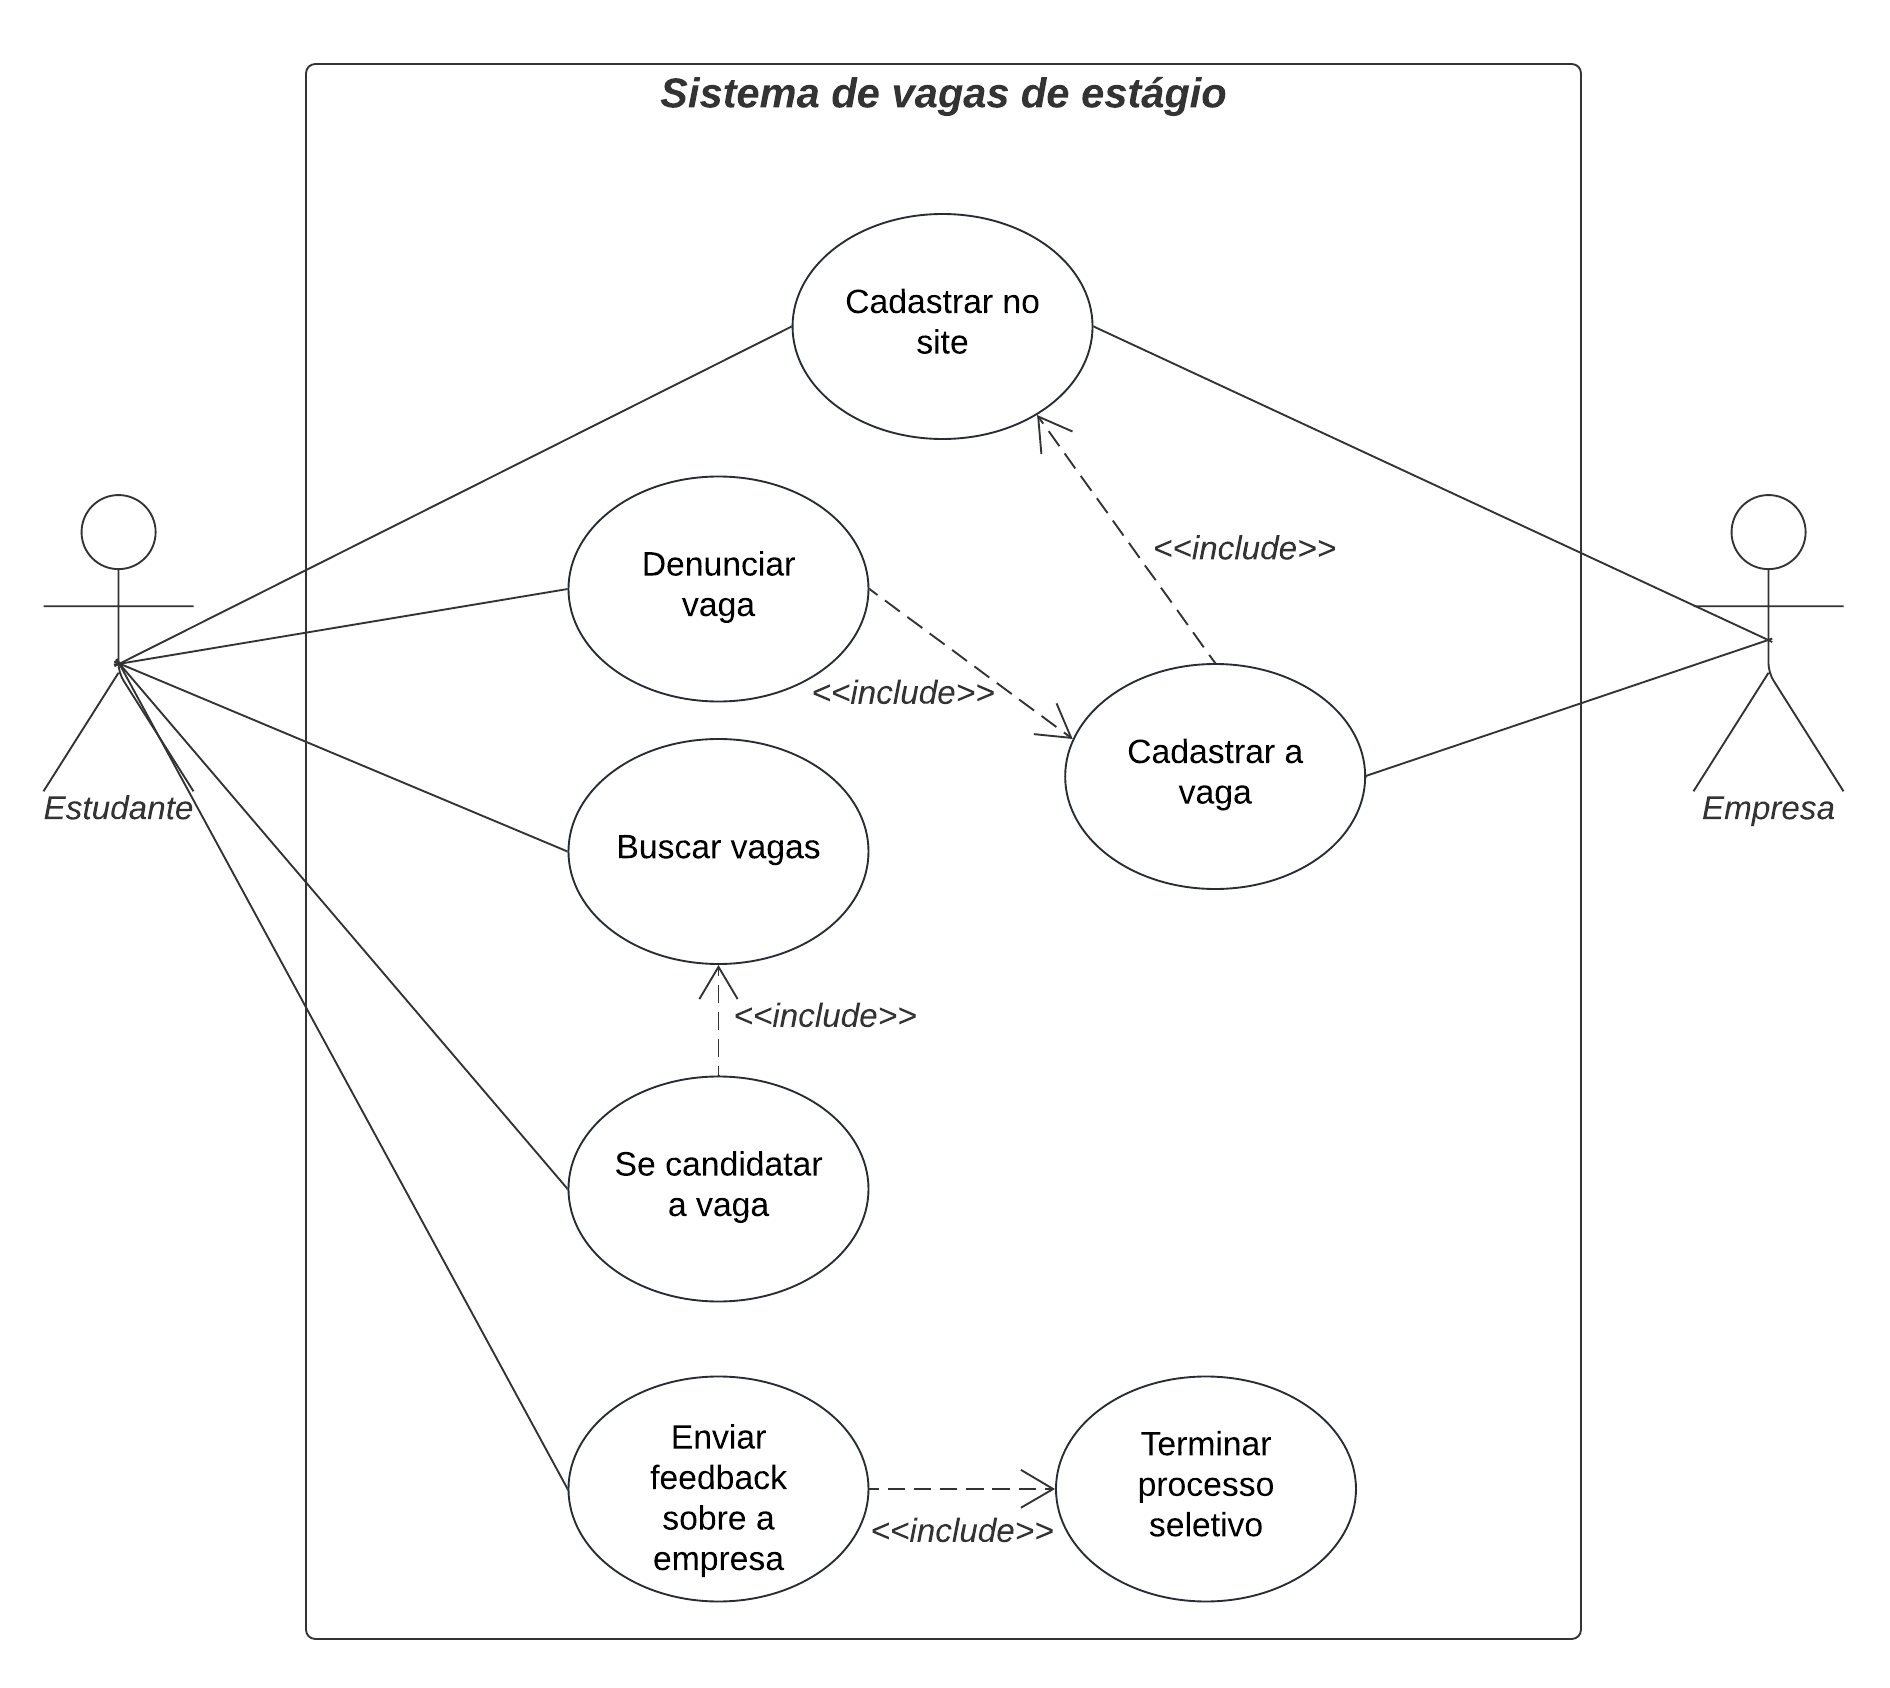 Sistema de vagas de estágio
Cadastrar no
site
<<include>>
Denunciar
vaga
<<include>>
Cadastrar a
vaga
Estudante
Empresa
Buscar vagas
<<include>>
Se candidatar
a vaga
Enviar
feedback
sobre a
empresa
<<include>>
Terminar
processo
seletivo